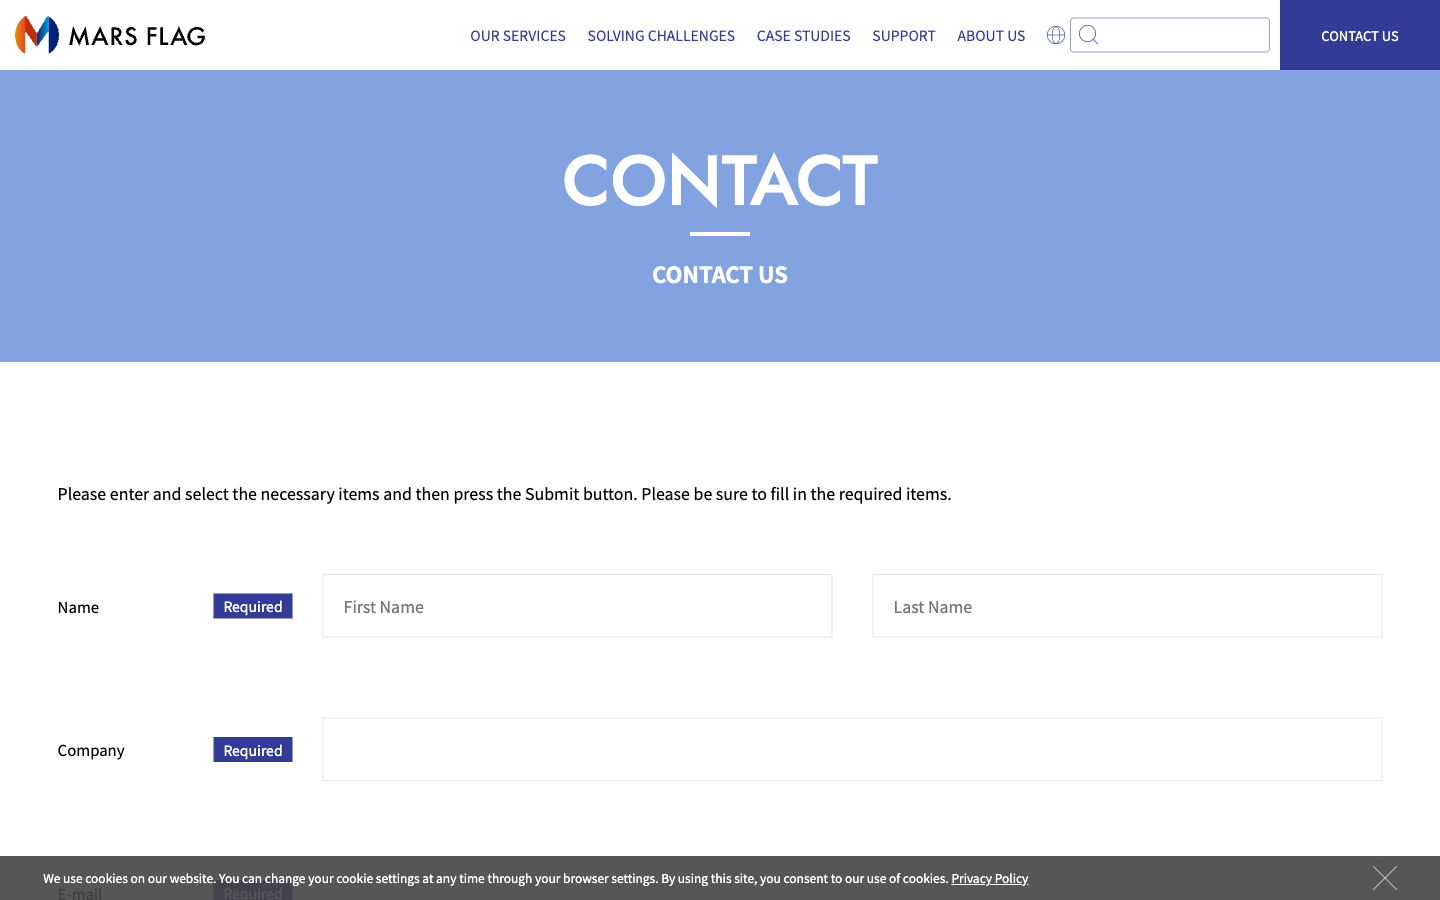 MARS FLAG
OUR SERVICES SOLVING CHALLENGES CASE STUDIES SUPPORT ABOUT US CONTACT US
CONTACT
CONTACT US
Please enter and select the necessary items and then press the Submit button. Please be sure to fill in the required items.
Name Required First Name Last Name
Company Required
We use cookies on our website. You can change your cookie settings at any time through your browser settings. By using this site, you consent to our use of cookies. Privacy Policy
E-mail Required